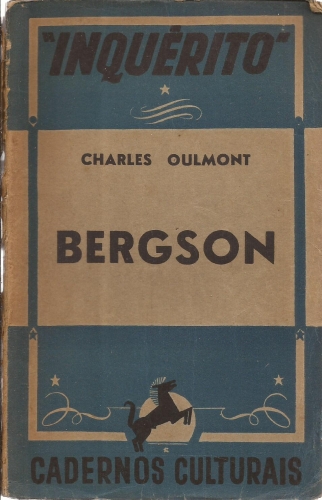 "INQUÉRITO"
CHARLES OULMONT
BERGSON
CADERNOS CULTURAIS